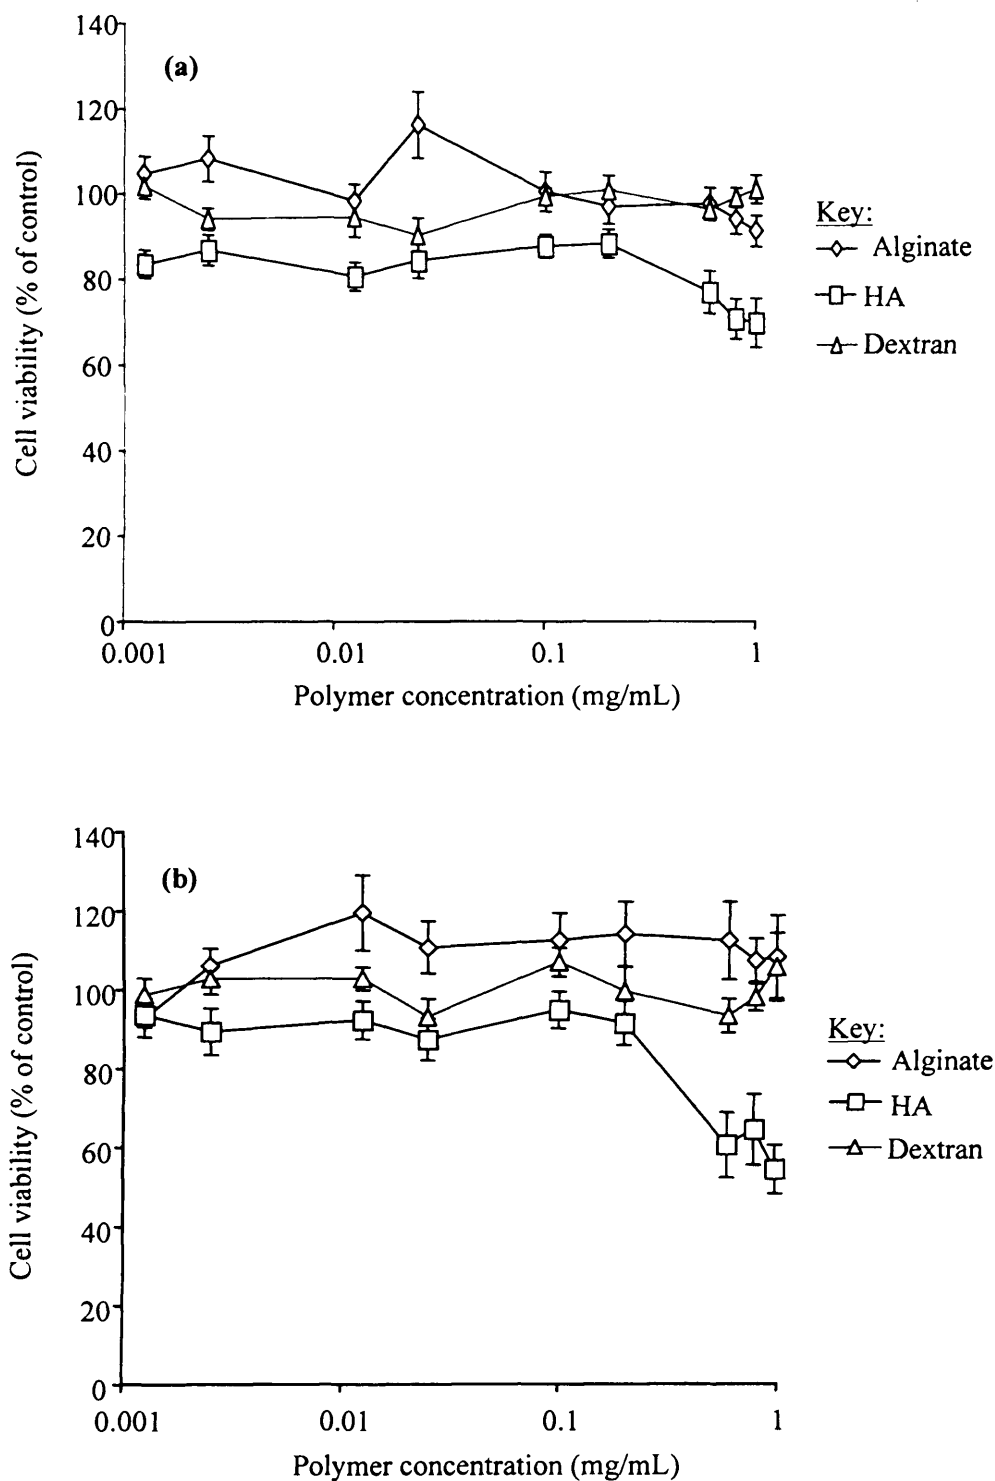 140
(a)
120
100
80
60
40
20
0
0.001 0.01 0.1 1
Polymer concentration (mg/mL)
Cell viability (% of control)
Key:
Alginate
HA
Dextran
140
(b)
120
100
80
60
40
20
0
0.001 0.01 0.1 1
Polymer concentration (mg/mL)
Cell viability (% of control)
Key:
Alginate
HA
Dextran